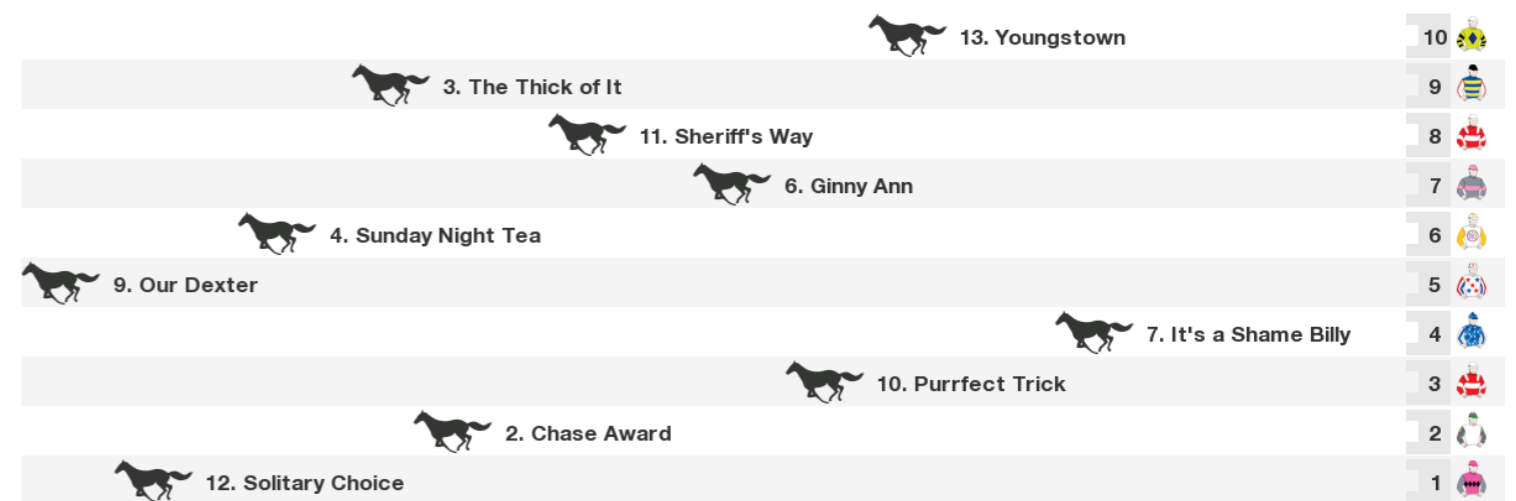 13. Youngstown 10
3. The Thick of It 9
11. Sheriff's Way 8
6. Ginny Ann 7
4. Sunday Night Tea 6
9. Our Dexter 5
7. It's a Shame Billy 4
10. Purrfect Trick 3
2. Chase Award 2
12. Solitary Choice 1